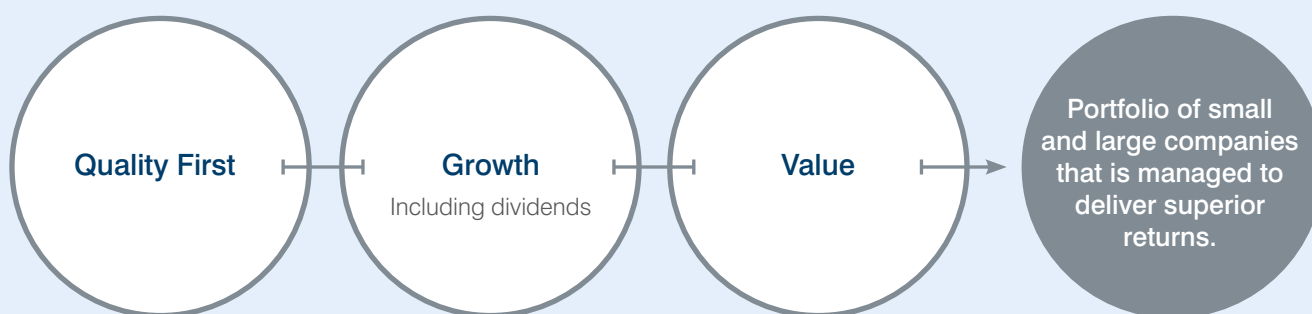 Quality First
Growth
Including dividends
Value
Portfolio of small
and large companies
that is managed to
deliver superior
returns.